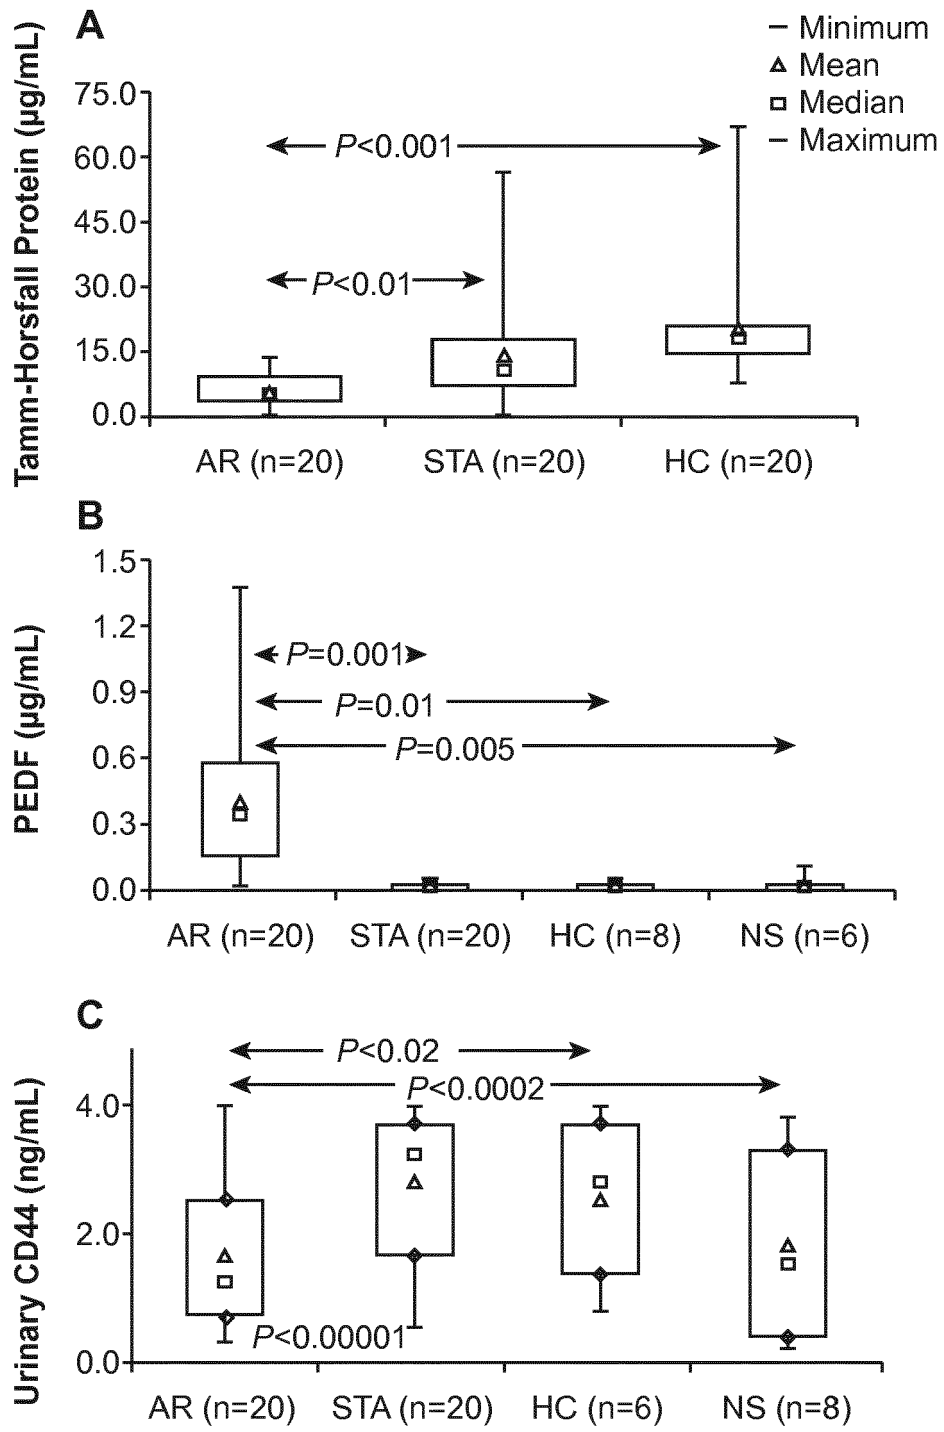 A
Minimum
Mean
Median
Maximum
Tamm-Horsfall Protein (µg/mL)
75.0
60.0
45.0
30.0
15.0
0.0
P<0.001
P<0.01
AR (n=20) STA (n=20) HC (n=20)
B
PEDF (µg/mL)
1.5
1.2
0.9
0.6
0.3
0.0
P=0.001
P=0.01
P=0.005
AR (n=20) STA (n=20) HC (n=8) NS (n=6)
C
Urinary CD44 (ng/mL)
4.0
2.0
0.0
P<0.02
P<0.0002
P<0.00001
AR (n=20) STA (n=20) HC (n=6) NS (n=8)